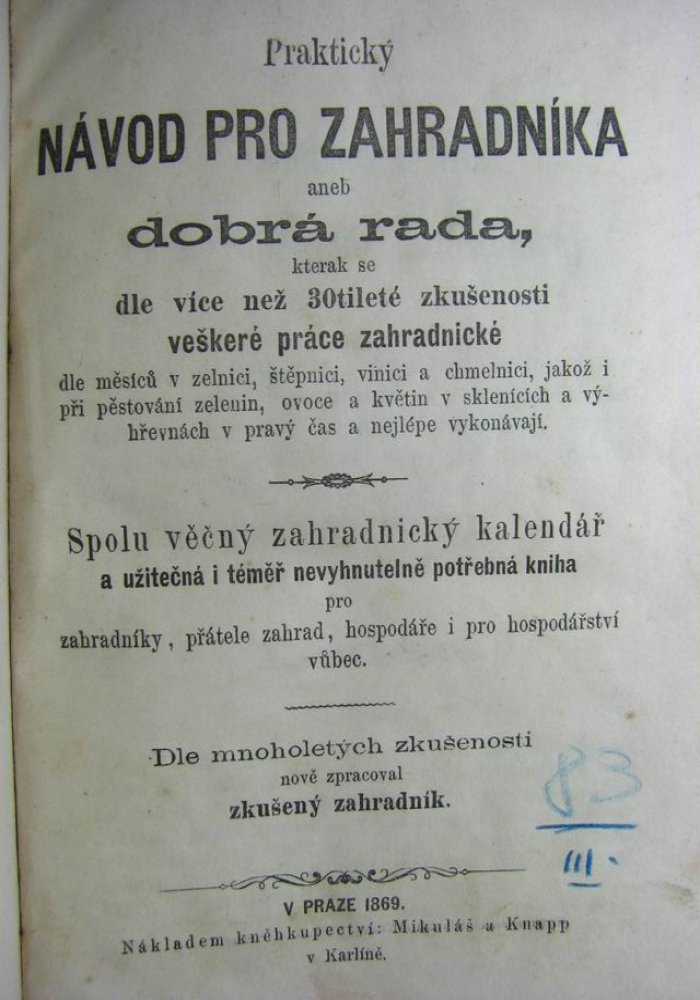 Praktický
NÁVOD PRO ZAHRADNÍKA
aneb
dobrá rada,
kterak se
dle více než 30tileté zkušenosti
veškeré práce zahradnické
dle měsíců v zelnici, štěpnici, vinici a chmelnici, jakož i
při pěstování zelenin, ovoce a květin v sklenících a vý-
hřevnách v pravý čas a nejlépe vykonávají.
Spolu věčný zahradnický kalendář
a užitečná i téměř nevyhnutelně potřebná kniha
pro
zahradníky, přátele zahrad, hospodáře i pro hospodářství
vůbec.
Dle mnoholetých zkušenosti
nově zpracoval
zkušený zahradník.
83
III.
V PRAZE 1869.
Nákladem kněhkupectví: Mikuláš a Knapp
v Karlíně.